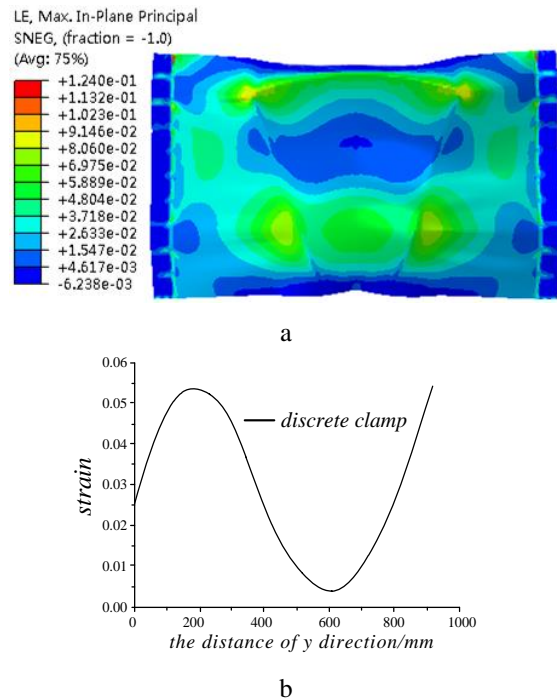 LE, Max. In-Plane Principal
SNEG, (fraction = -1.0)
(Avg: 75%)
+1.240e-01
+1.132e-01
+1.023e-01
+9.146e-02
+8.060e-02
+6.975e-02
+5.889e-02
+4.804e-02
+3.718e-02
+2.633e-02
+1.547e-02
+4.617e-03
-6.238e-03
a
0.06
0.05
0.04
0.03
0.02
0.01
0.00
strain
discrete clamp
0 200 400 600 800 1000
the distance of y direction/mm
b